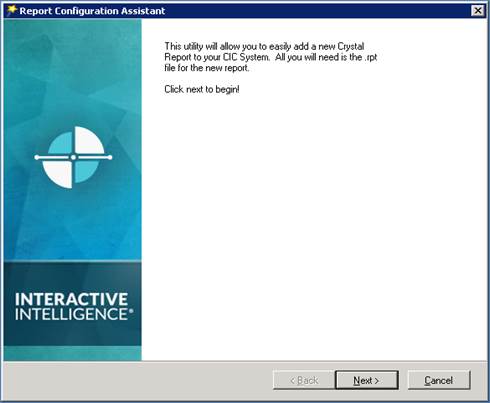 Report Configuration Assistant
This utility will allow you to easily add a new Crystal
Report to your CIC System.  All you will need is the .rpt
file for the new report.
Click next to begin!
INTERACTIVE
INTELLIGENCE®
< Back
Next >
Cancel